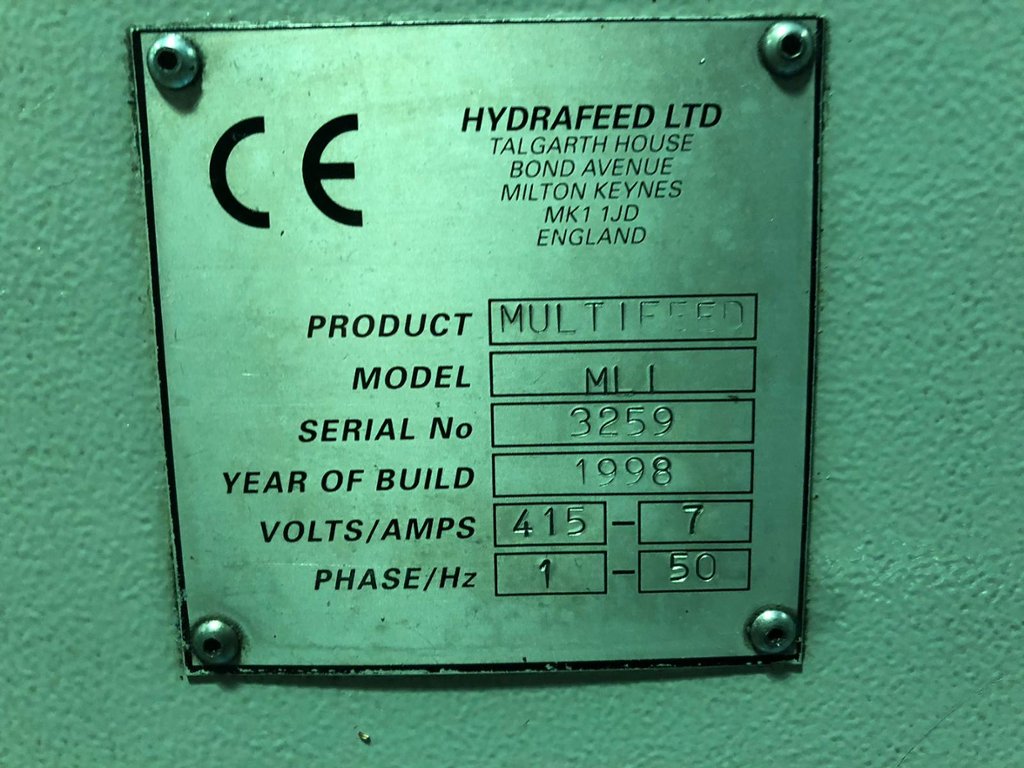 CE
HYDRAFEED LTD
TALGARTH HOUSE
BOND AVENUE
MILTON KEYNES
MK1 1JD
ENGLAND
PRODUCT MULTIFEED
MODEL ML1
SERIAL No 3259
YEAR OF BUILD 1998
VOLTS/AMPS 415 - 7
PHASE/Hz 1 - 50